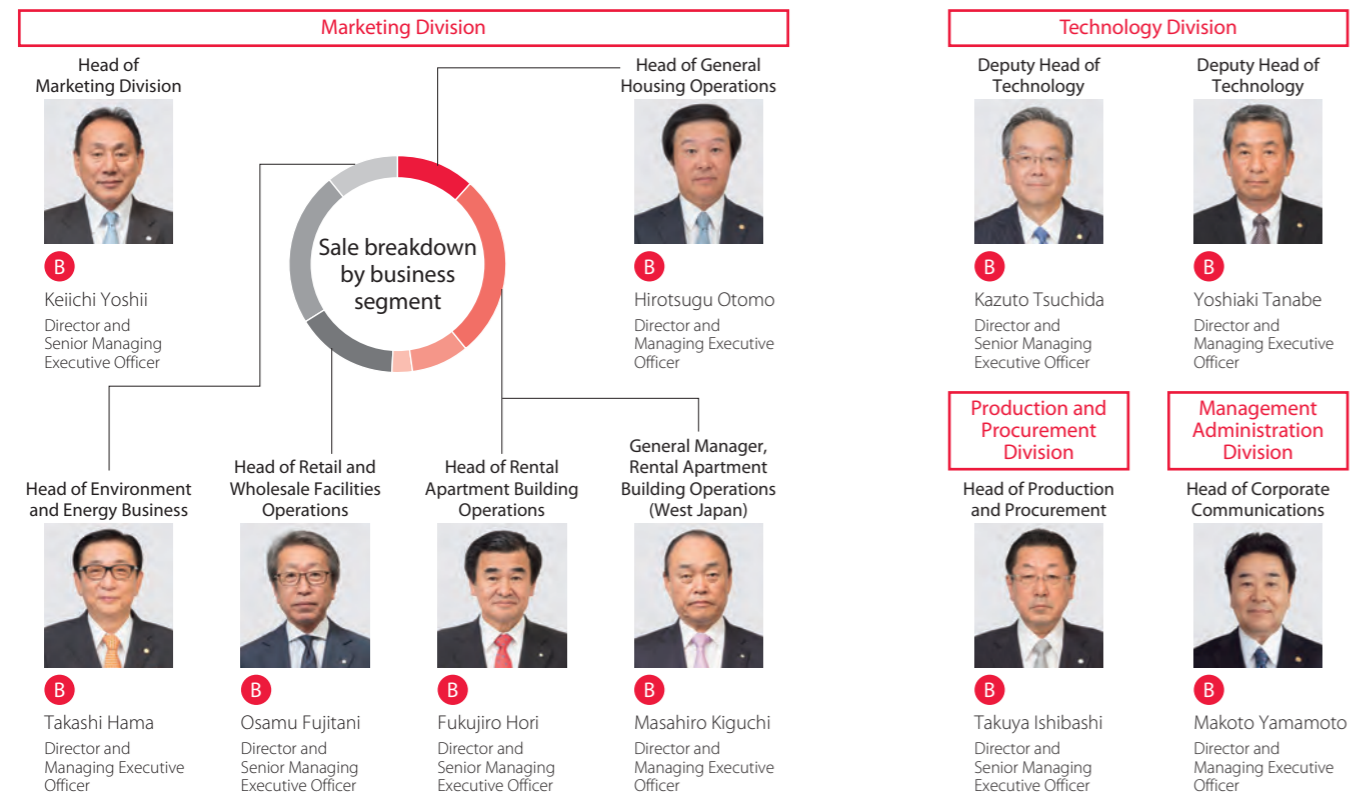 Marketing Division
Head of
Marketing Division
B
Keiichi Yoshii
Director and
Senior Managing
Executive Officer
Sale breakdown
by business
segment
Head of General
Housing Operations
B
Hirotsugu Otomo
Director and
Managing Executive
Officer
Head of Environment
and Energy Business
B
Takashi Hama
Director and
Managing Executive
Officer
Head of Retail and
Wholesale Facilities
Operations
B
Osamu Fujitani
Director and
Senior Managing
Executive Officer
Head of Rental
Apartment Building
Operations
B
Fukujiro Hori
Director and
Senior Managing
Executive Officer
General Manager,
Rental Apartment
Building Operations
(West Japan)
B
Masahiro Kiguchi
Director and
Managing Executive
Officer
Technology Division
Deputy Head of
Technology
B
Kazuto Tsuchida
Director and
Senior Managing
Executive Officer
Deputy Head of
Technology
B
Yoshiaki Tanabe
Director and
Managing Executive
Officer
Production and
Procurement
Division
Head of Production
and Procurement
B
Takuya Ishibashi
Director and
Senior Managing
Executive Officer
Management
Administration
Division
Head of Corporate
Communications
B
Makoto Yamamoto
Director and
Managing Executive
Officer